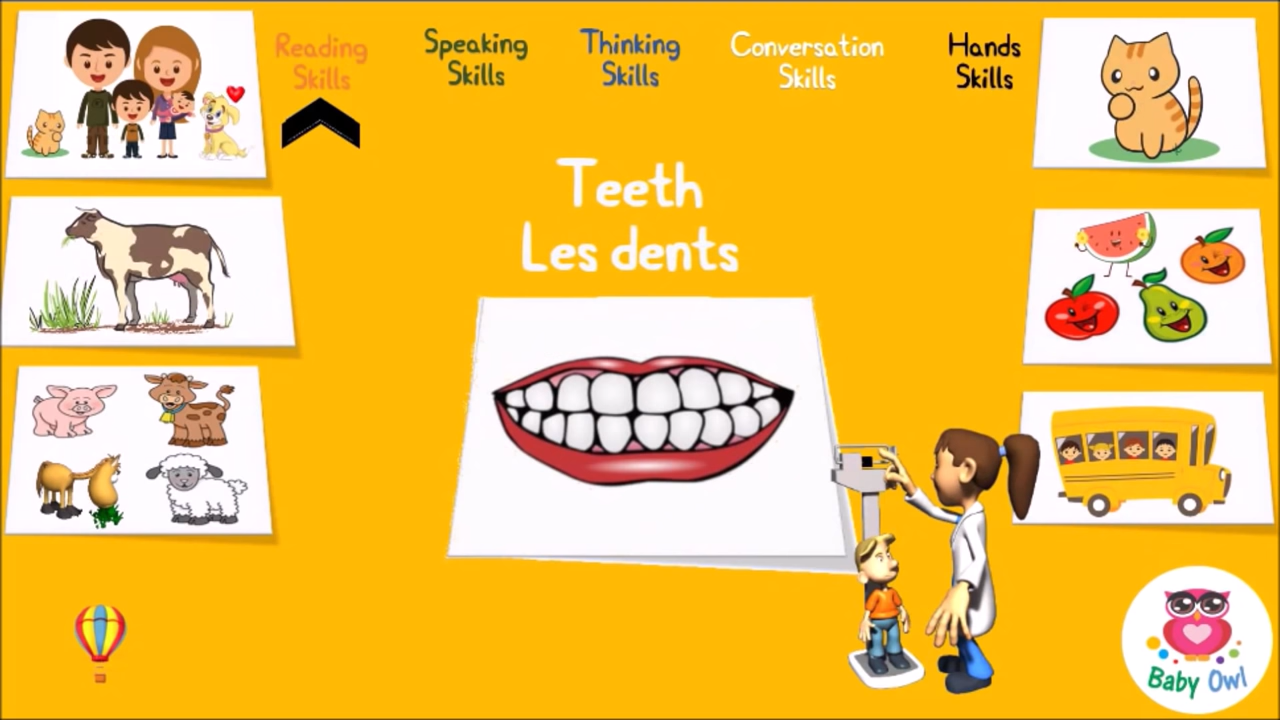 Reading
Skills
Speaking
Skills
Thinking
Skills
Conversation
Skills
Hands
Skills
Teeth
Les dents
Baby Owl